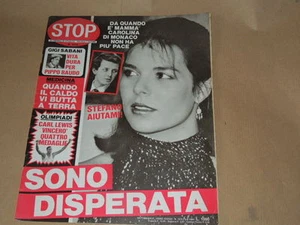 STOP
DA QUANDO
E' MAMMA
CAROLINA
DI MONACO
NON HA
PIU' PACE
GIGI SABANI
VITA
DURA
PER
PIPPO BAUDO
MEDICINA
QUANDO
IL CALDO
VI BUTTA
A TERRA
STEFANO
AIUTAMI
OLIMPIADI
CARL LEWIS
VINCERO'
QUATTRO
MEDAGLIE
SONO
DISPERATA